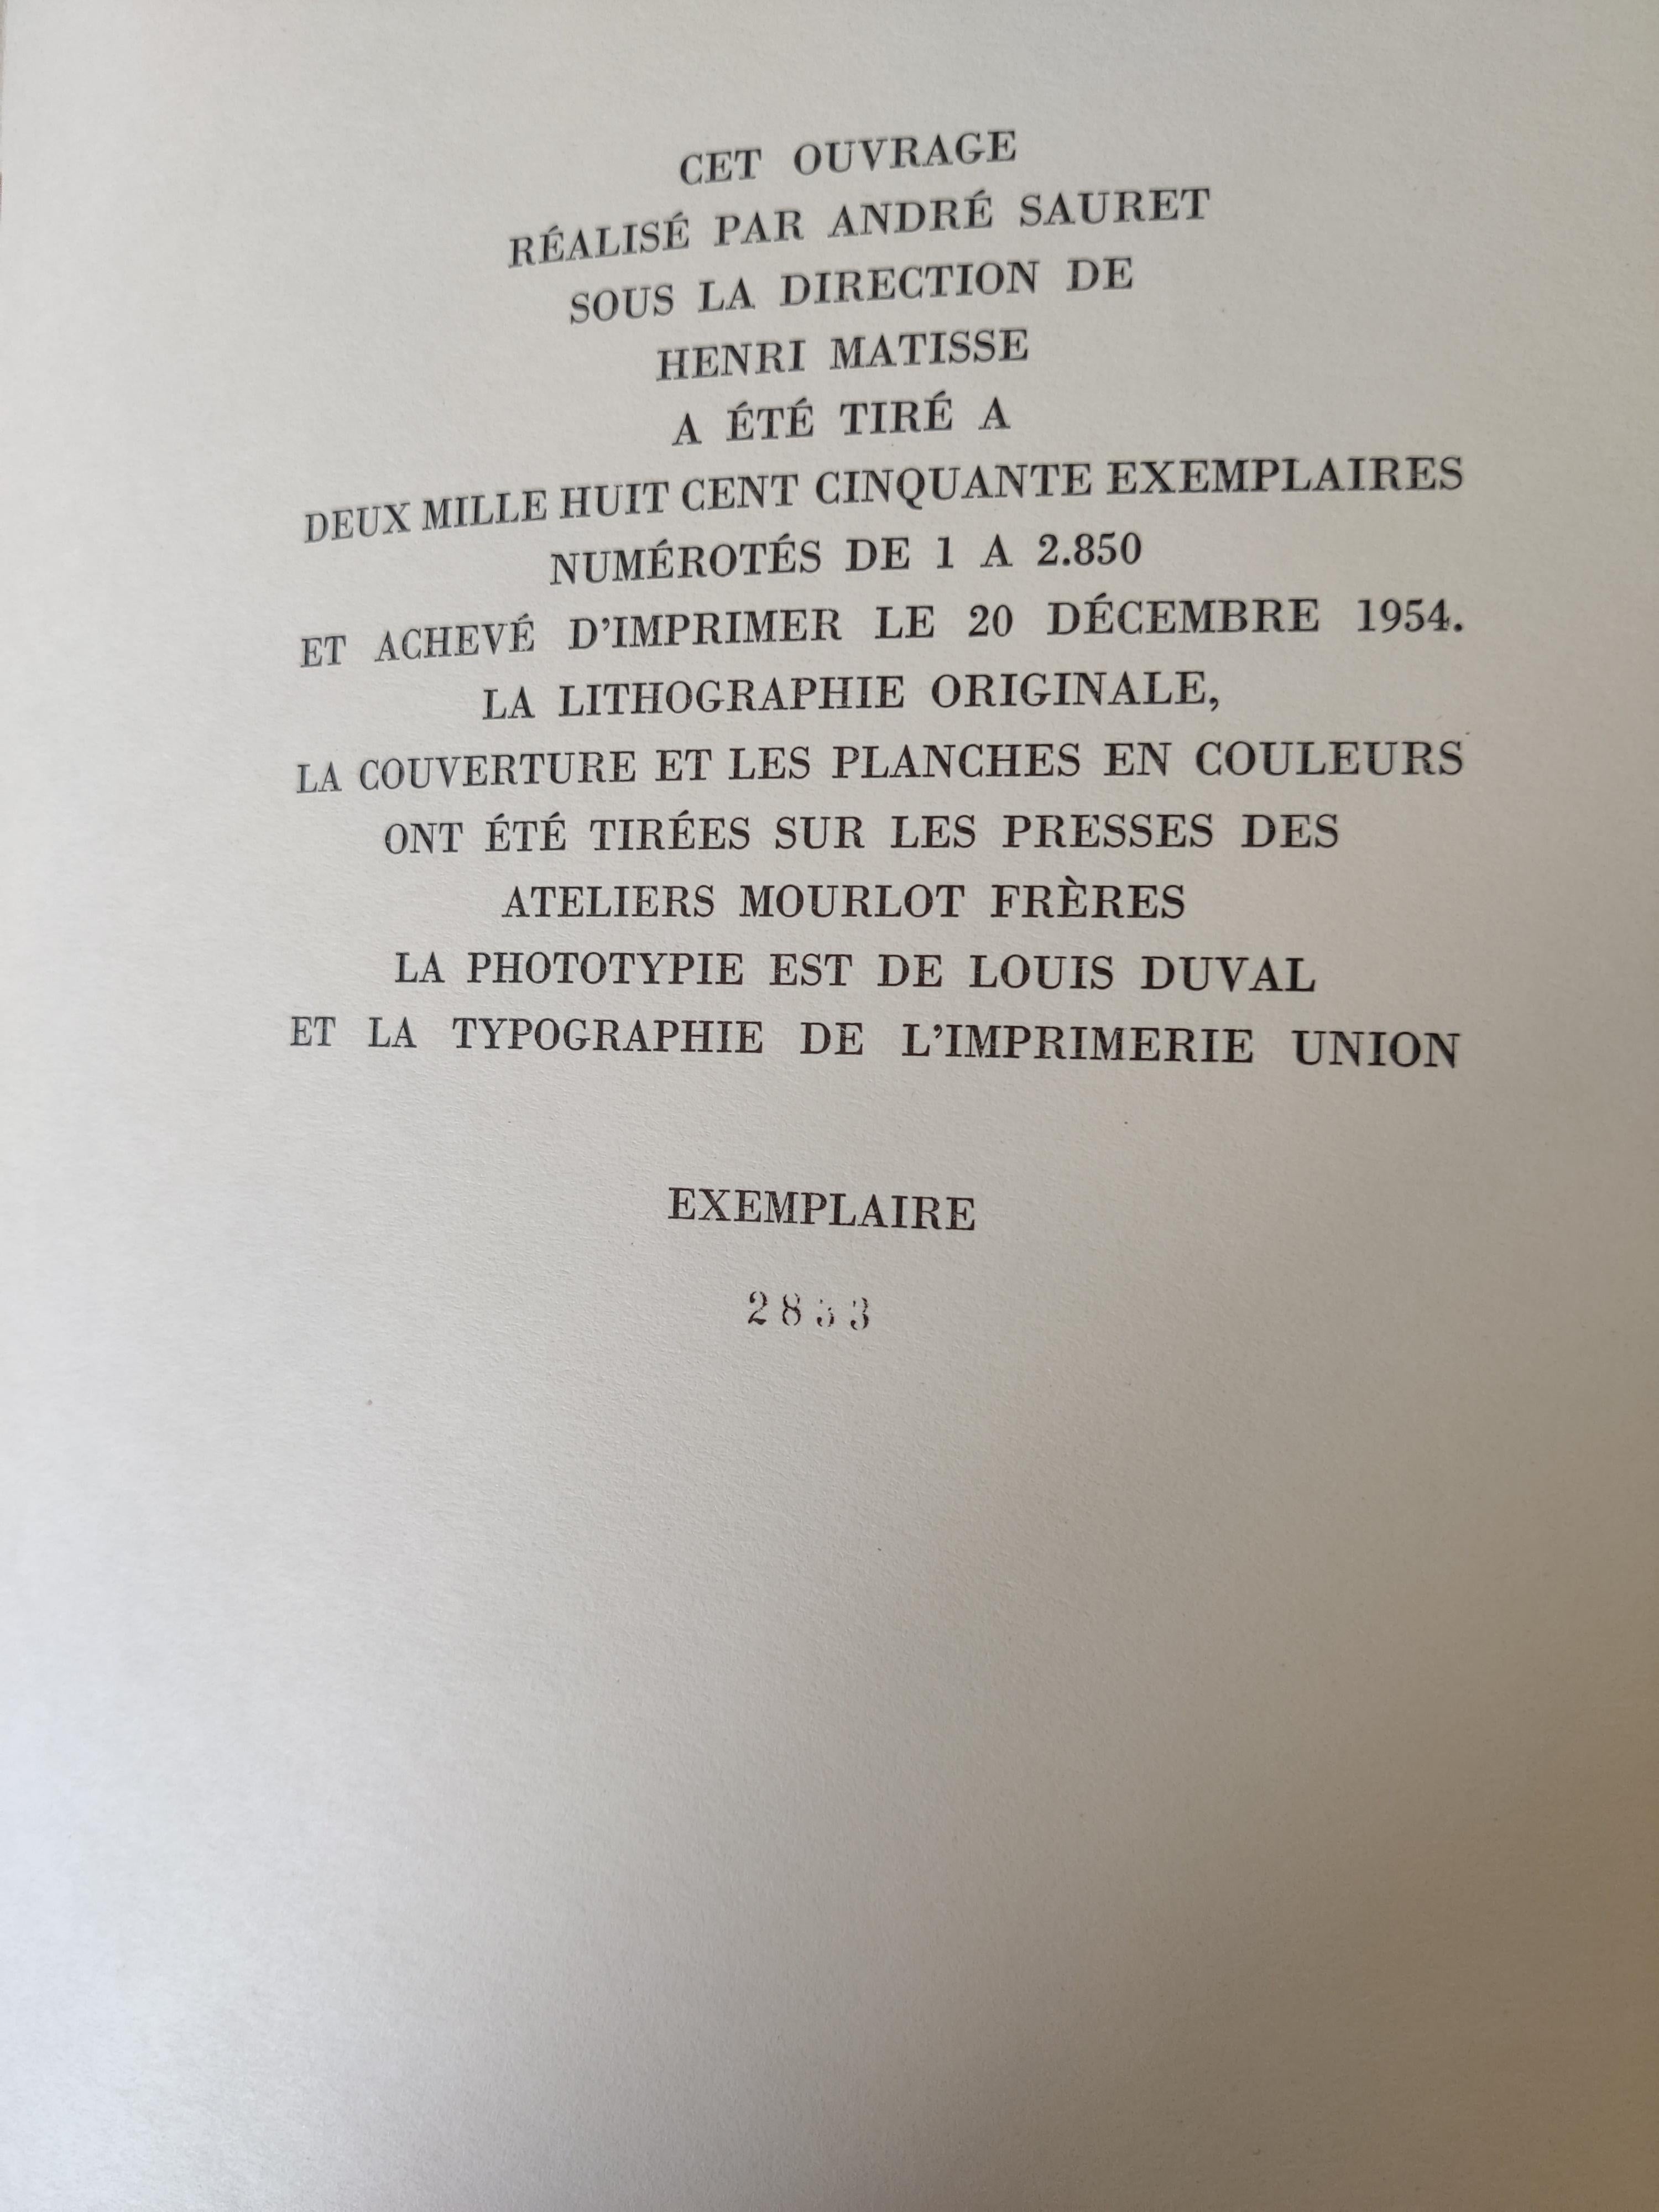 CET OUVRAGE
RÉALISÉ PAR ANDRÉ SAURET
SOUS LA DIRECTION DE
HENRI MATISSE
A ÉTÉ TIRÉ A
DEUX MILLE HUIT CENT CINQUANTE EXEMPLAIRES
NUMÉROTÉS DE 1 A 2.850
ET ACHEVÉ D'IMPRIMER LE 20 DÉCEMBRE 1954.
LA LITHOGRAPHIE ORIGINALE,
LA COUVERTURE ET LES PLANCHES EN COULEURS
ONT ÉTÉ TIRÉES SUR LES PRESSES DES
ATELIERS MOURLOT FRÈRES
LA PHOTOTYPIE EST DE LOUIS DUVAL
ET LA TYPOGRAPHIE DE L'IMPRIMERIE UNION
EXEMPLAIRE